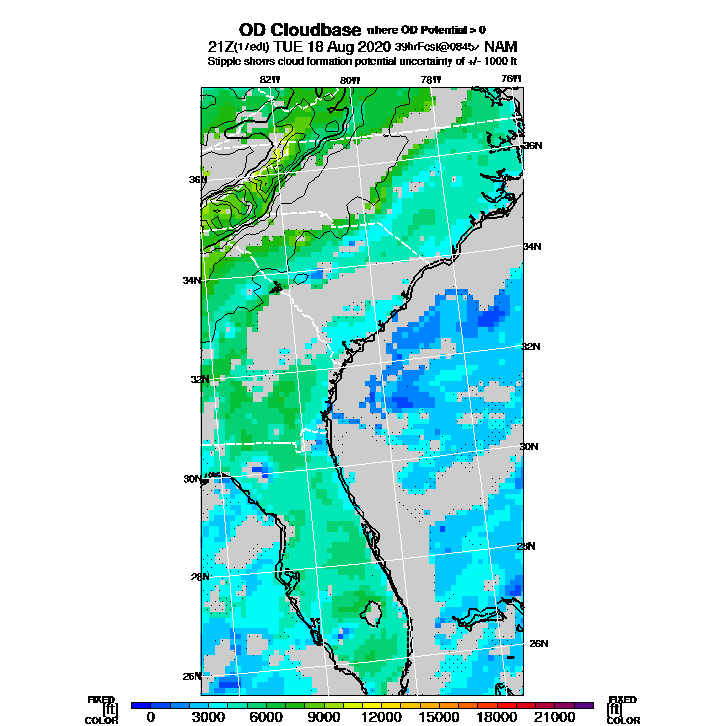 OD Cloudbase where OD Potential > 0
21Z(17edt) TUE 18 Aug 2020 39hrFcst@0845z NAM
Stipple shows cloud formation potential uncertainty of +/- 1000 ft
82W 80W 78W 76W
36N
36N
34N
34N
32N
32N
30N
30N
28N
28N
26N
26N
FIXED FIXED
[ft] [ft]
COLOR COLOR
0 3000 6000 9000 12000 15000 18000 21000